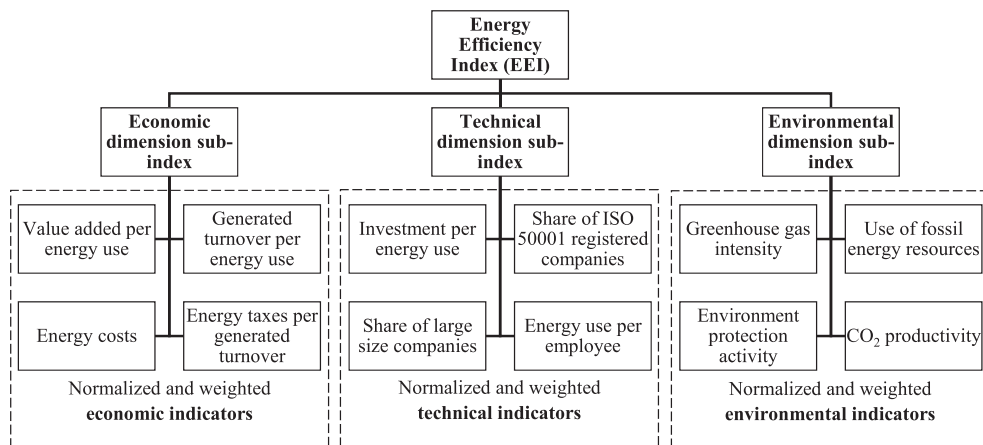 Energy
Efficiency
Index (EEI)
Economic
dimension sub-
index
Technical
dimension sub-
index
Environmental
dimension sub-
index
Value added per
energy use
Generated
turnover per
energy use
Energy costs
Energy taxes per
generated
turnover
Normalized and weighted
economic indicators
Investment per
energy use
Share of ISO
50001 registered
companies
Share of large
size companies
Energy use per
employee
Normalized and weighted
technical indicators
Greenhouse gas
intensity
Use of fossil
energy resources
Environment
protection
activity
CO₂ productivity
Normalized and weighted
environmental indicators